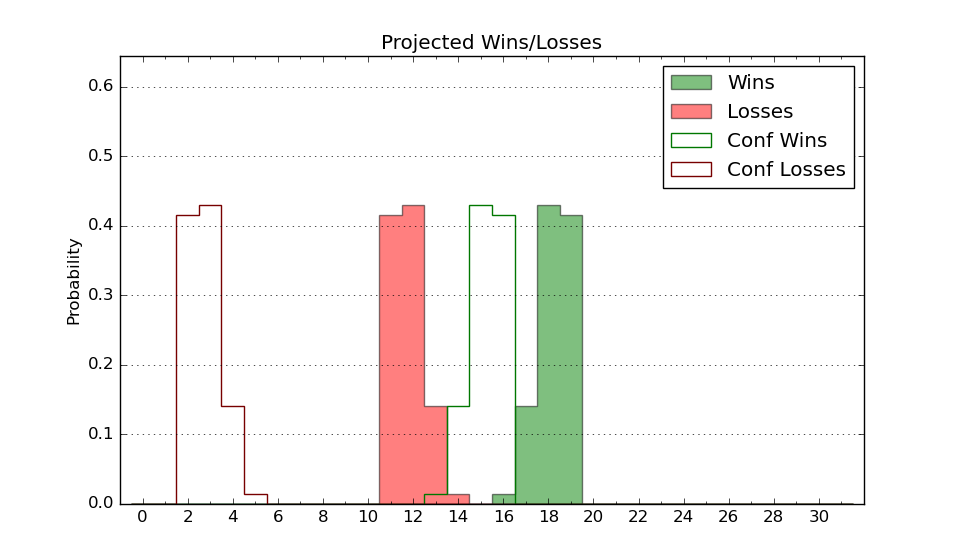 Projected Wins/Losses
Wins
Losses
Conf Wins
Conf Losses
Probability
0.6
0.5
0.4
0.3
0.2
0.1
0.0
0 2 4 6 8 10 12 14 16 18 20 22 24 26 28 30